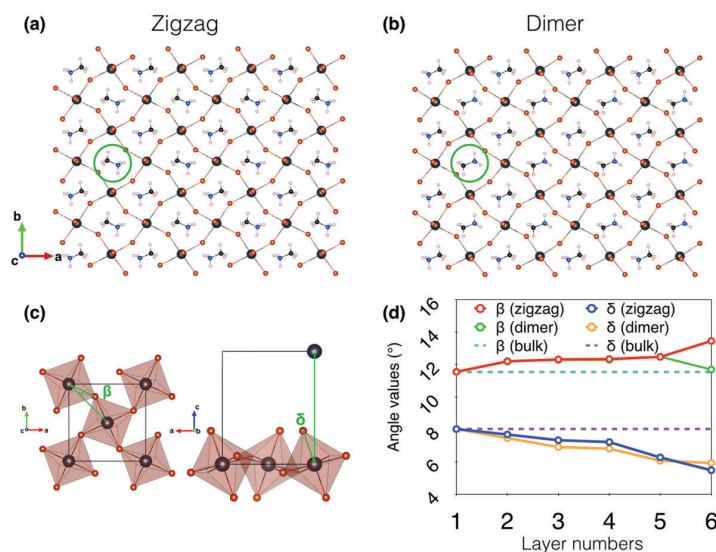 (a) Zigzag
(b) Dimer
b
c
a
(c)
β
b
c
a
δ
c
a
b
(d)
β (zigzag) δ (zigzag)
β (dimer) δ (dimer)
β (bulk) δ (bulk)
Angle values (°)
16
14
12
10
8
6
4
1 2 3 4 5 6
Layer numbers